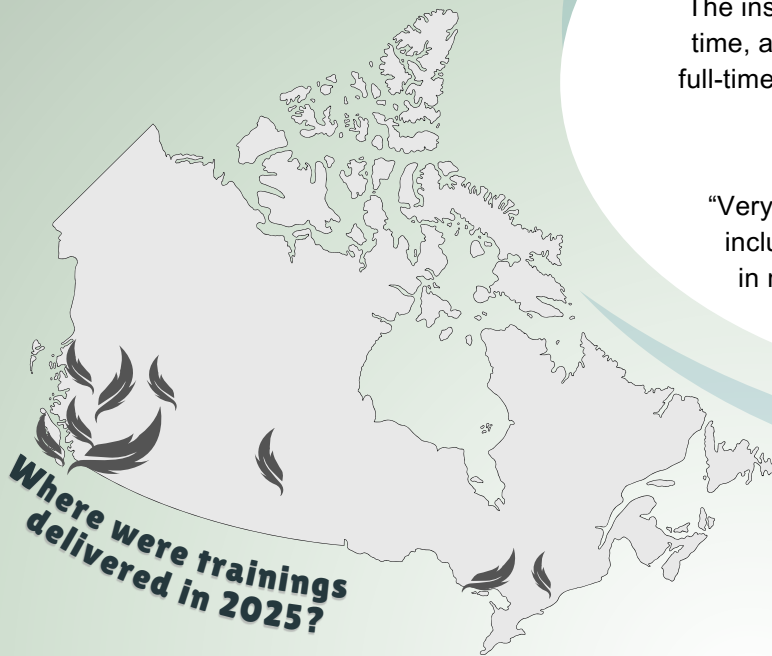 The ins
time, a
full-time
“Very
inclu
in r
Where were trainings
delivered in 2025?